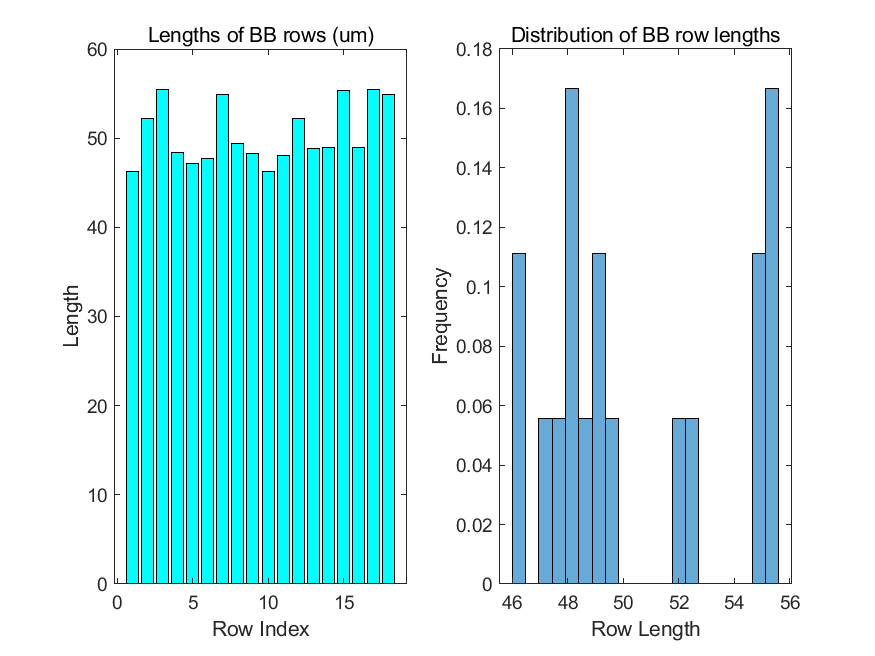 Lengths of BB rows (um)
60
50
40
30
20
10
0
Length
0 5 10 15
Row Index
Distribution of BB row lengths
0.18
0.16
0.14
0.12
0.1
0.08
0.06
0.04
0.02
0
Frequency
46 48 50 52 54 56
Row Length